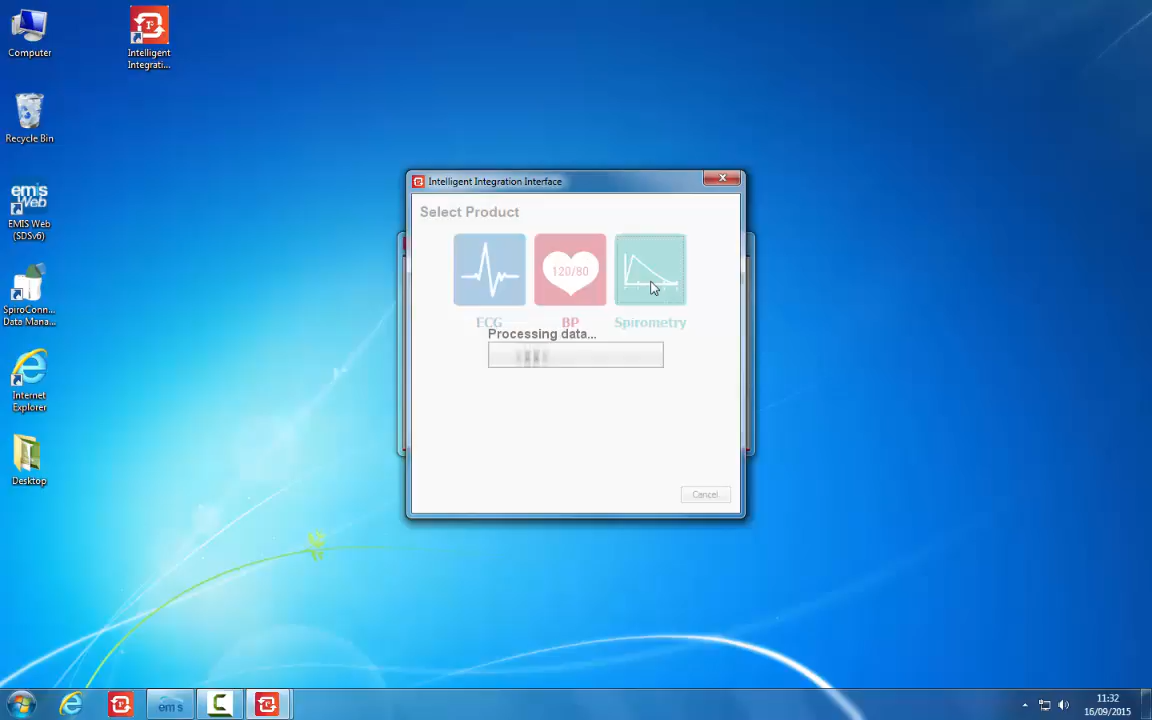 Computer
Intelligent
Integrati...
Recycle Bin
emis
Web
EMIS Web
(SDSv6)
SpiroConn...
Data Mana...
Internet
Explorer
Desktop
Intelligent Integration Interface
Select Product
120/80
ECG
BP
Spirometry
Processing data...
Cancel
11:32
16/09/2015